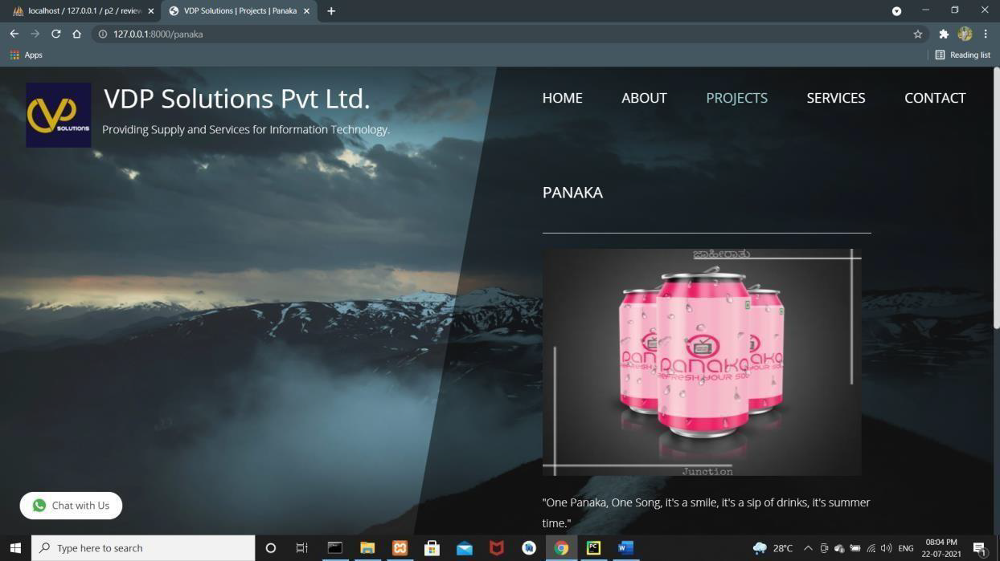 localhost / 127.0.0.1 / p2 / review
VDP Solutions | Projects | Panaka
127.0.0.1:8000/panaka
Apps
Reading list
SOLUTIONS
VDP Solutions Pvt Ltd.
Providing Supply and Services for Information Technology.
HOME ABOUT PROJECTS SERVICES CONTACT
PANAKA
ಜಾಹೀರಾತು
panaka
REFRESH YOUR
Junction
"One Panaka, One Song, it's a smile, it's a sip of drinks, it's summer
time."
Chat with Us
Type here to search
28°C
ENG
08:04 PM
22-07-2021